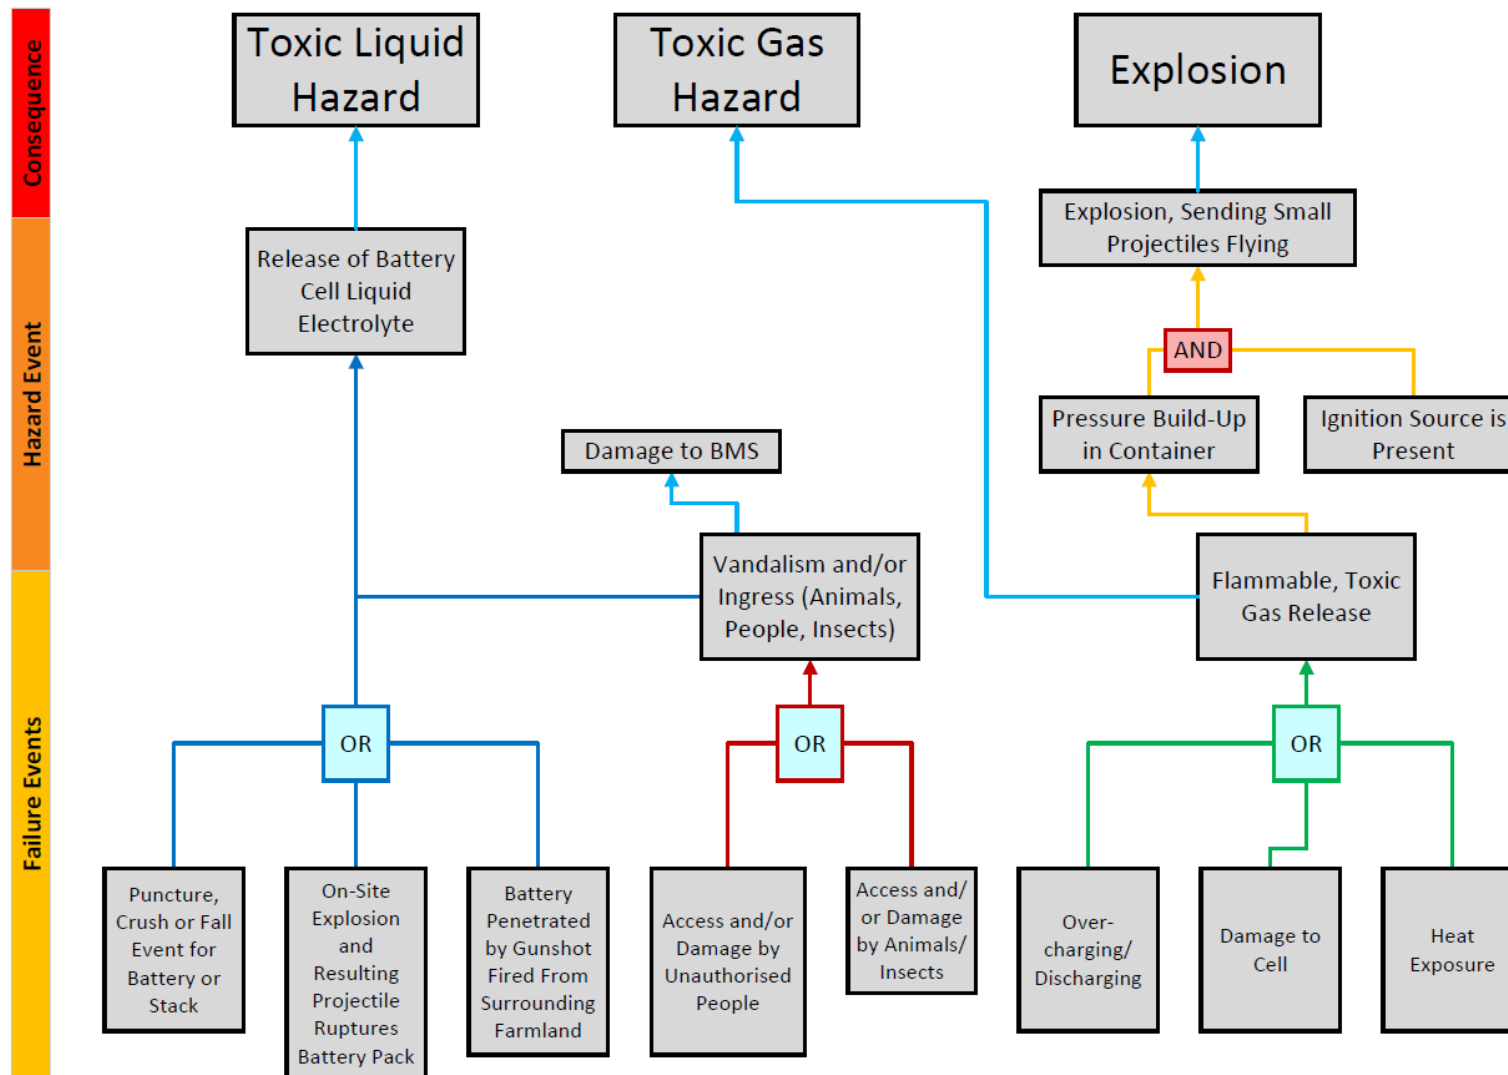 Consequence
Hazard Event
Failure Events
Toxic Liquid
Hazard
Toxic Gas
Hazard
Explosion
Explosion, Sending Small
Projectiles Flying
Release of Battery
Cell Liquid
Electrolyte
AND
Pressure Build-Up
in Container
Ignition Source is
Present
Damage to BMS
Vandalism and/or
Ingress (Animals,
People, Insects)
Flammable, Toxic
Gas Release
OR
OR
OR
Puncture,
Crush or Fall
Event for
Battery or
Stack
On-Site
Explosion
and
Resulting
Projectile
Ruptures
Battery Pack
Battery
Penetrated
by Gunshot
Fired From
Surrounding
Farmland
Access and/or
Damage by
Unauthorised
People
Access and/
or Damage
by Animals/
Insects
Over-
charging/
Discharging
Damage to
Cell
Heat
Exposure